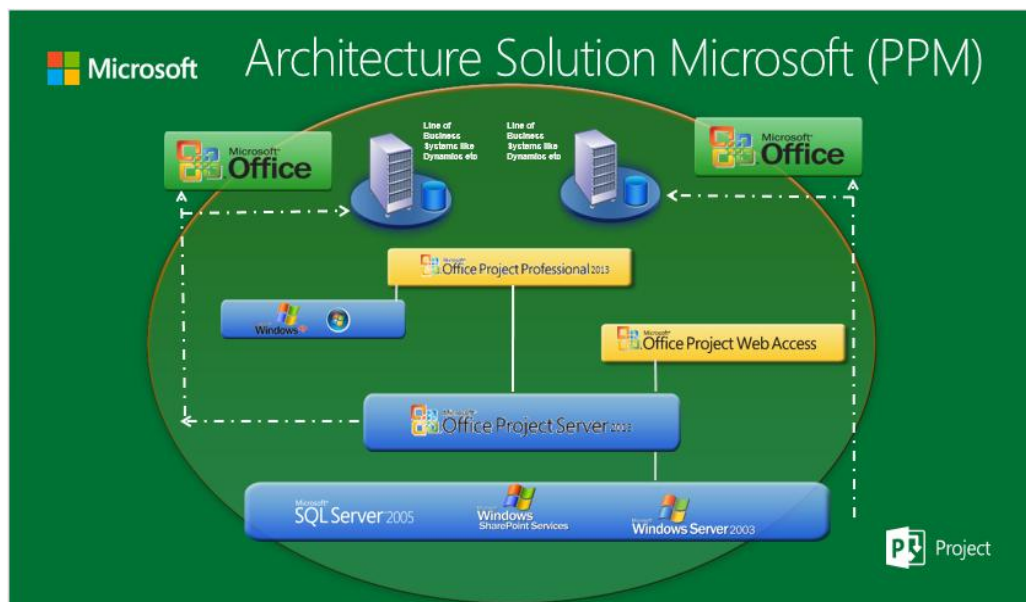 Microsoft
Architecture Solution Microsoft (PPM)
Microsoft
Office
Line of
Business
Systems like
Dynamics etc
Line of
Business
Systems like
Dynamics etc
Microsoft
Office
Microsoft
Office Project Professional 2013
Windows
Microsoft
Office Project Web Access
Microsoft
Office Project Server
Microsoft
SQL Server 2005
Windows
SharePoint Services
Windows Server 2003
Project